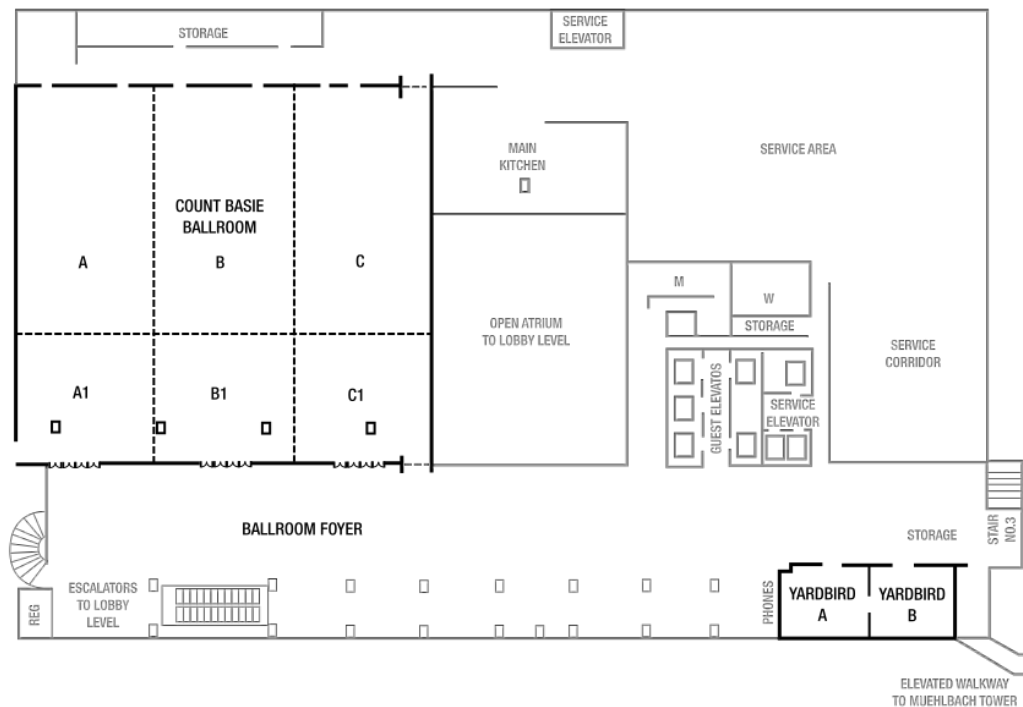 STORAGE
SERVICE
ELEVATOR
MAIN
KITCHEN
SERVICE AREA
COUNT BASIE
BALLROOM
A
B
C
M
W
STORAGE
OPEN ATRIUM
TO LOBBY LEVEL
SERVICE
CORRIDOR
A1
B1
C1
GUEST ELEVATOS
SERVICE
ELEVATOR
BALLROOM FOYER
STORAGE
STAIR
NO.3
ESCALATORS
TO LOBBY
LEVEL
REG
PHONES
YARDBIRD
A
YARDBIRD
B
ELEVATED WALKWAY
TO MUEHLBACH TOWER